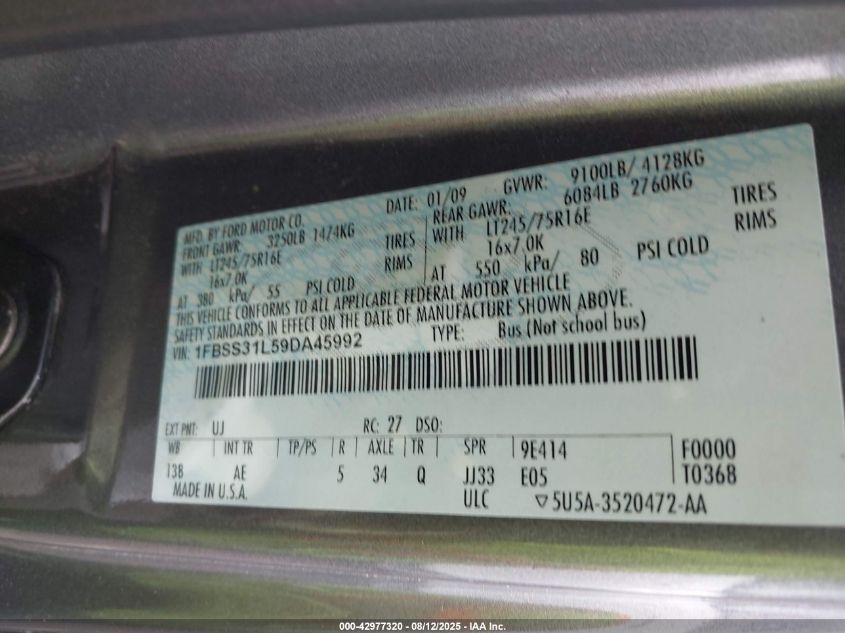 MFD. BY FORD MOTOR CO.
DATE: 01/09 GVWR: 9100LB/ 4128KG
FRONT GAWR: 3250LB 1474KG
REAR GAWR: 6084LB 2760KG
WITH LT245/75R16E TIRES
WITH LT245/75R16E TIRES
16x7.0K RIMS
16x7.0K RIMS
AT 380 kPa/ 55 PSI COLD
AT 550 kPa/ 80 PSI COLD
THIS VEHICLE CONFORMS TO ALL APPLICABLE FEDERAL MOTOR VEHICLE
SAFETY STANDARDS IN EFFECT ON THE DATE OF MANUFACTURE SHOWN ABOVE.
VIN: 1FBSS31L59DA45992 TYPE: Bus (Not school bus)
EXT PNT: UJ RC: 27 DSO:
WB INT TR TP/PS R AXLE TR SPR 9E414 F0000
138 AE 5 34 Q JJ33 E05 T0368
MADE IN U.S.A. ULC ▽5U5A-3520472-AA
000-42977320 - 08/12/2025 - IAA Inc.